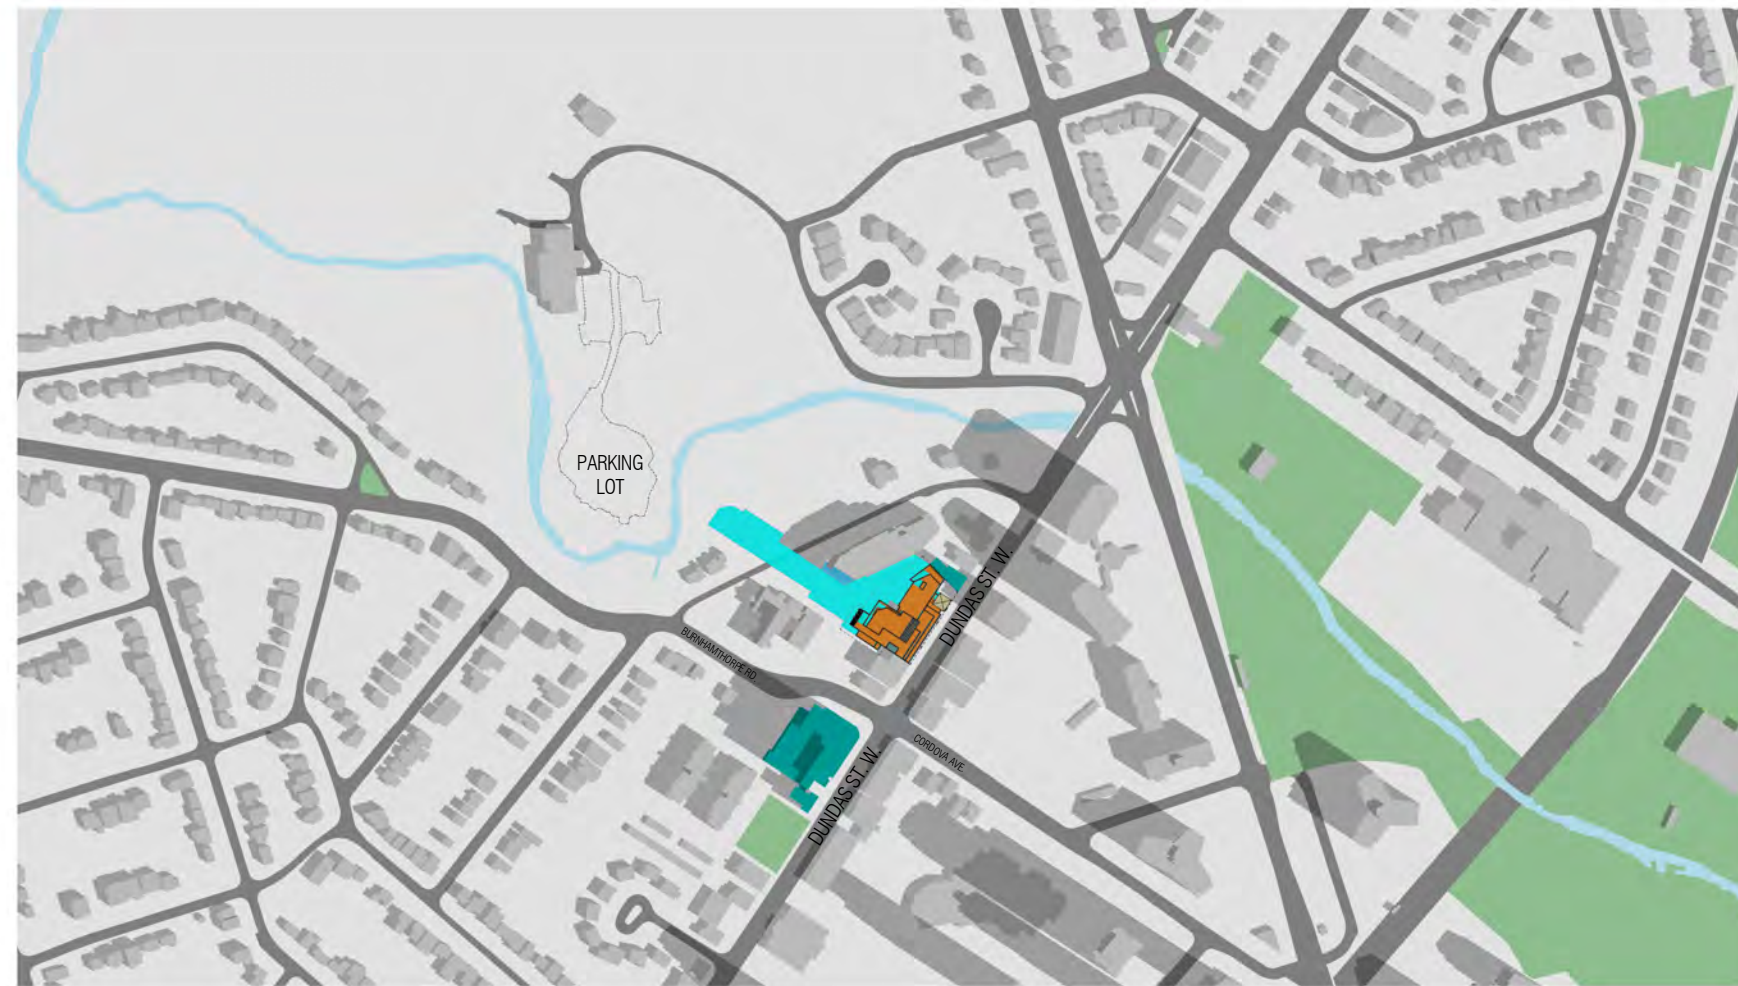 PARKING
LOT
DUNDAS ST. W.
BURNHAMTHORPE RD
CORDOVA AVE.
DUNDAS ST. W.